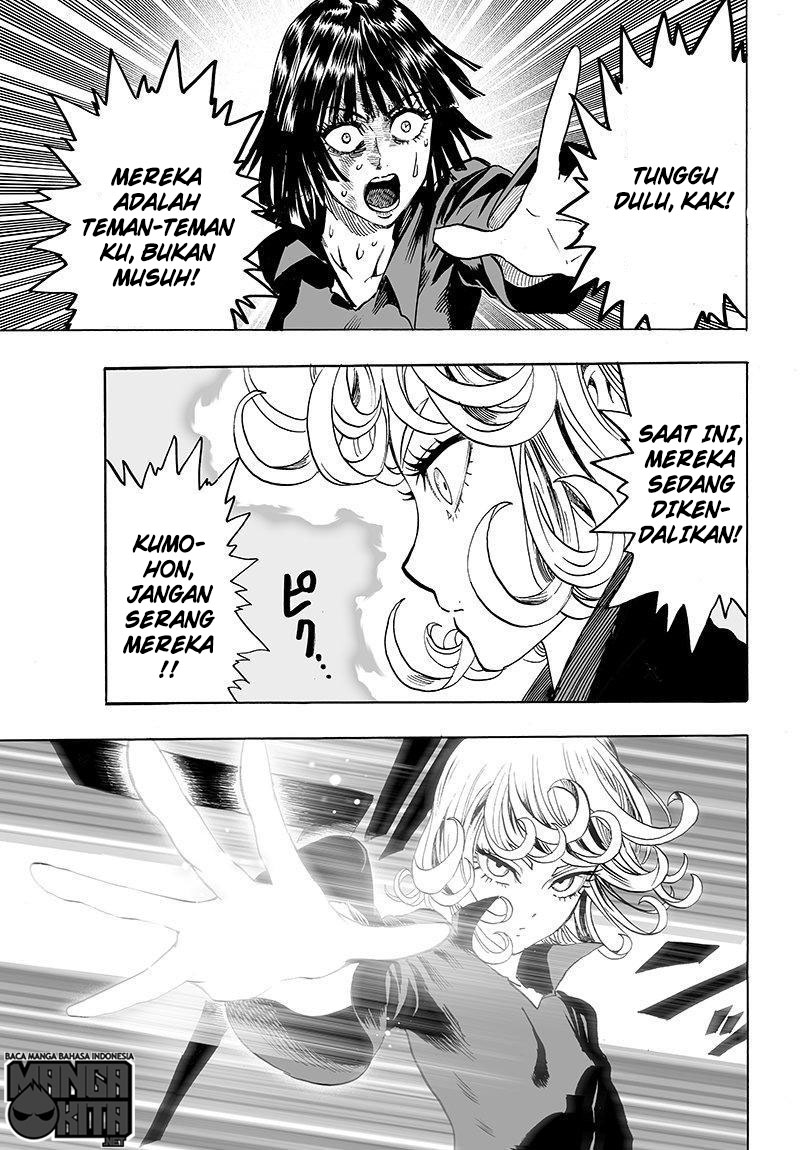 TUNGGU
DULU, KAK!
MEREKA
ADALAH
TEMAN-TEMAN
KU, BUKAN
MUSUH!
SAAT INI,
MEREKA
SEDANG
DIKEN-
DALIKAN!
KUMO-
HON,
JANGAN
SERANG
MEREKA
!!
ピク..
BACA MANGA BAHASA INDONESIA
MANGA
KITA
.NET